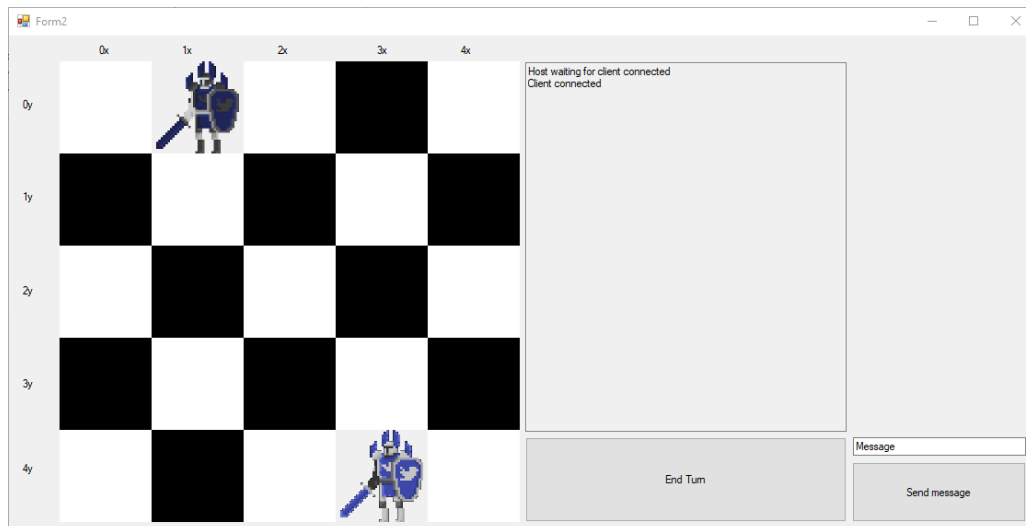 Form2
0x 1x 2x 3x 4x
Host waiting for client connected
Client connected
0y
1y
2y
3y
4y
End Turn
Message
Send message